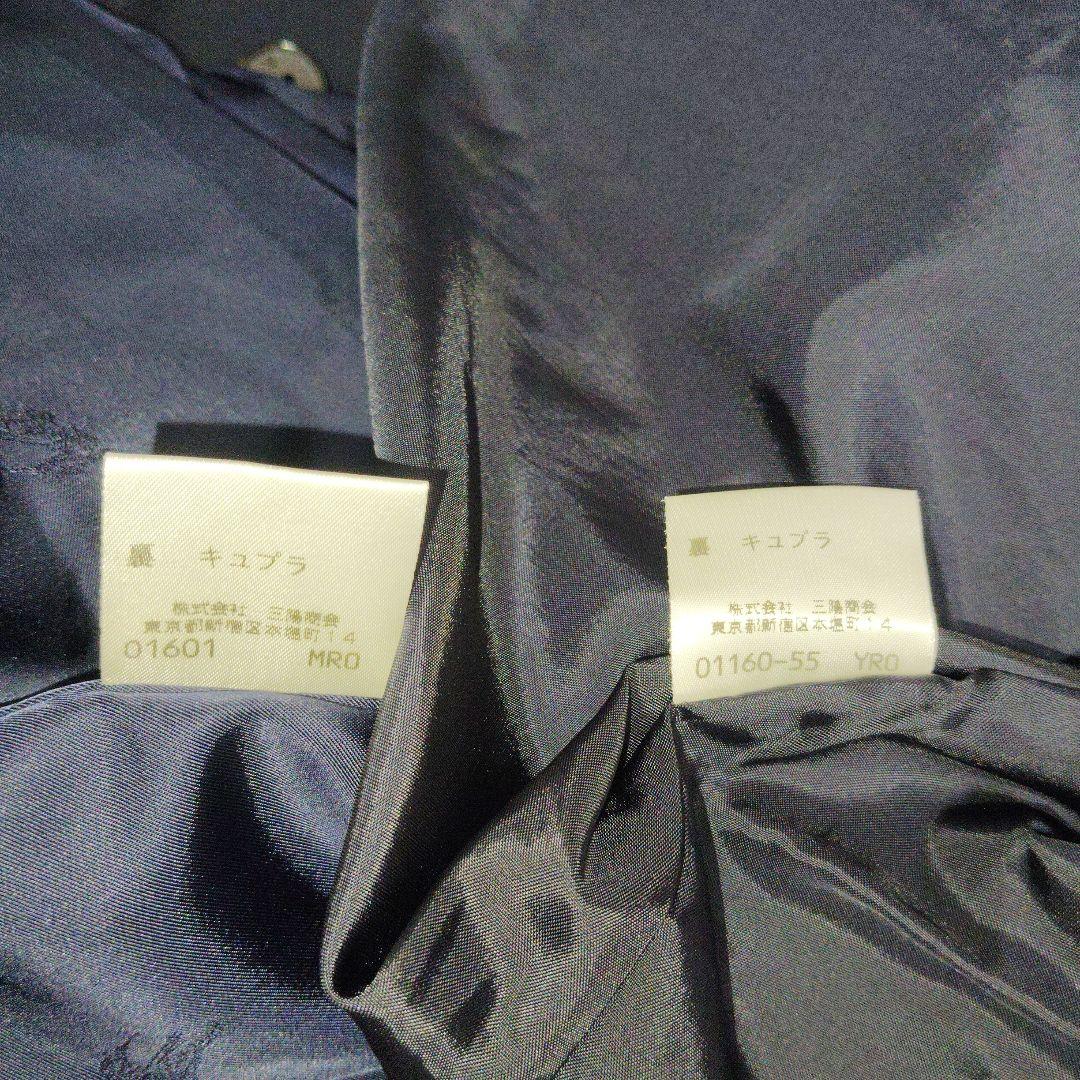 裏 キュプラ
株式会社 三陽商会
東京都新宿区本塩町14
01601 MRO
裏 キュプラ
株式会社 三陽商会
東京都新宿区本塩町14
01160-55 YRO